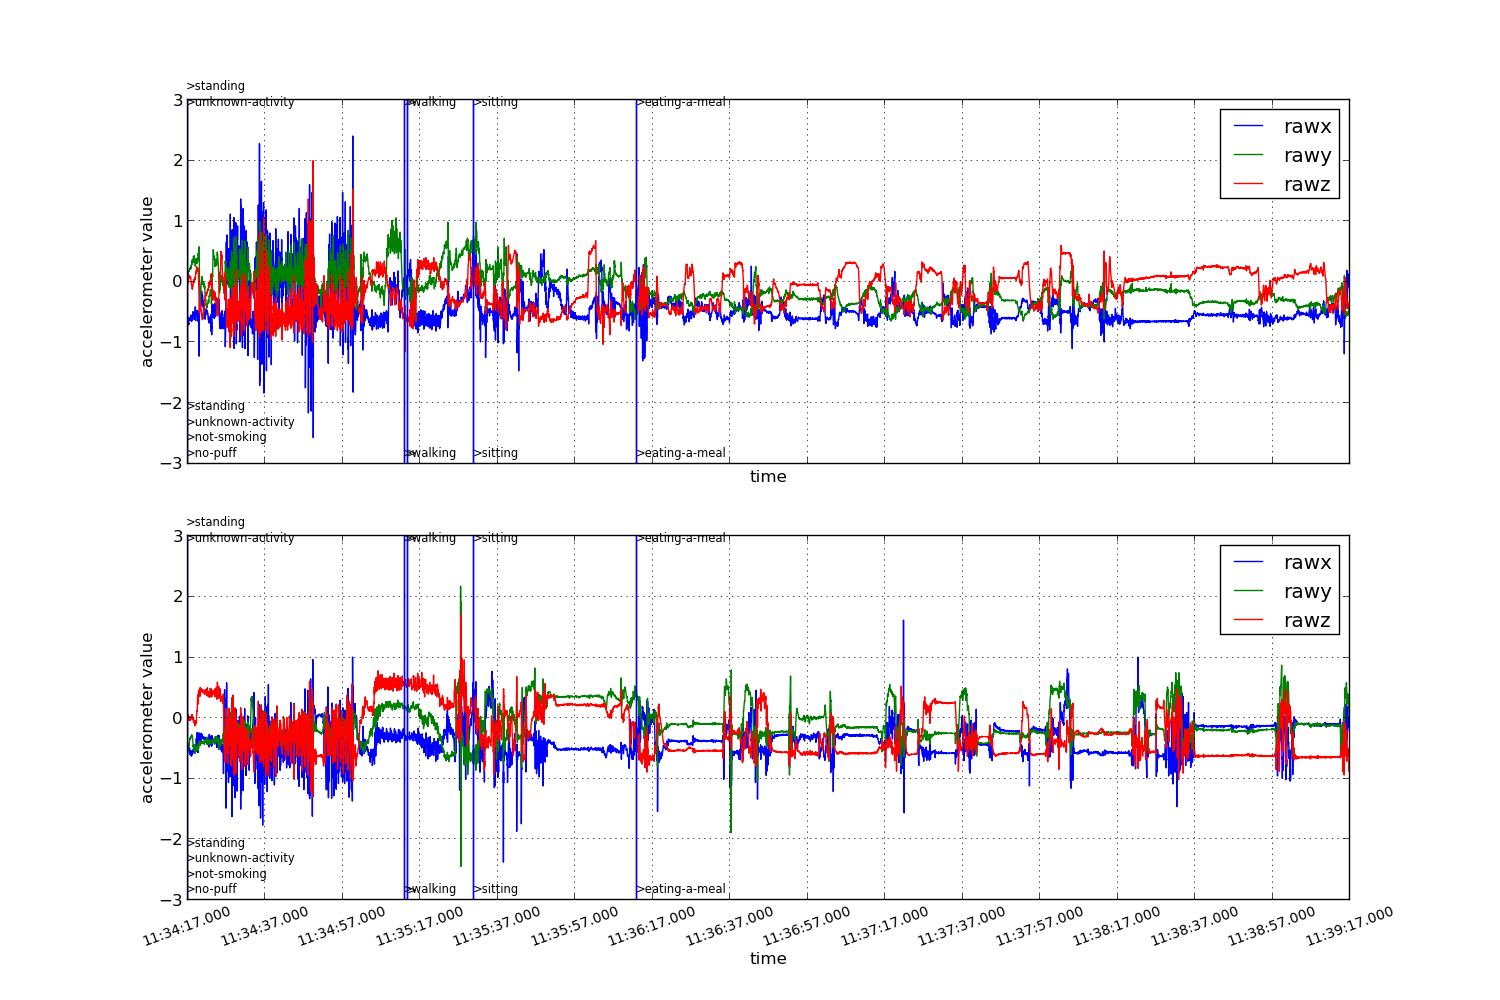 >standing
>unknown-activity >walking >sitting >eating-a-meal
3
2
1
0
−1
−2
−3
accelerometer value
rawx
rawy
rawz
>standing
>unknown-activity
>not-smoking
>no-puff >walking >sitting >eating-a-meal
time
>standing
>unknown-activity >walking >sitting >eating-a-meal
3
2
1
0
−1
−2
−3
accelerometer value
rawx
rawy
rawz
>standing
>unknown-activity
>not-smoking
>no-puff >walking >sitting >eating-a-meal
11:34:17.000 11:34:37.000 11:34:57.000 11:35:17.000 11:35:37.000 11:35:57.000 11:36:17.000 11:36:37.000 11:36:57.000 11:37:17.000 11:37:37.000 11:37:57.000 11:38:17.000 11:38:37.000 11:38:57.000 11:39:17.000
time